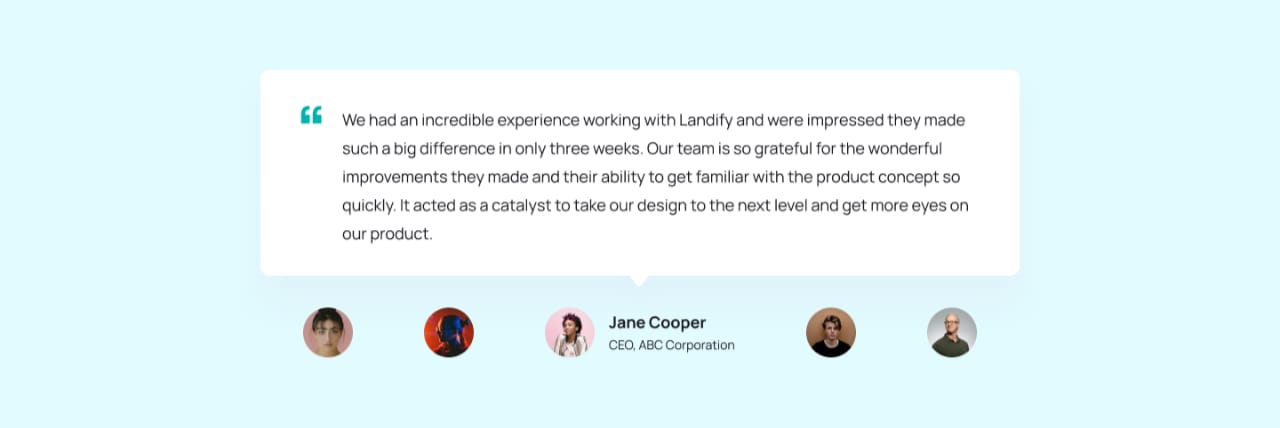 “
We had an incredible experience working with Landify and were impressed they made
such a big difference in only three weeks. Our team is so grateful for the wonderful
improvements they made and their ability to get familiar with the product concept so
quickly. It acted as a catalyst to take our design to the next level and get more eyes on
our product.
Jane Cooper
CEO, ABC Corporation